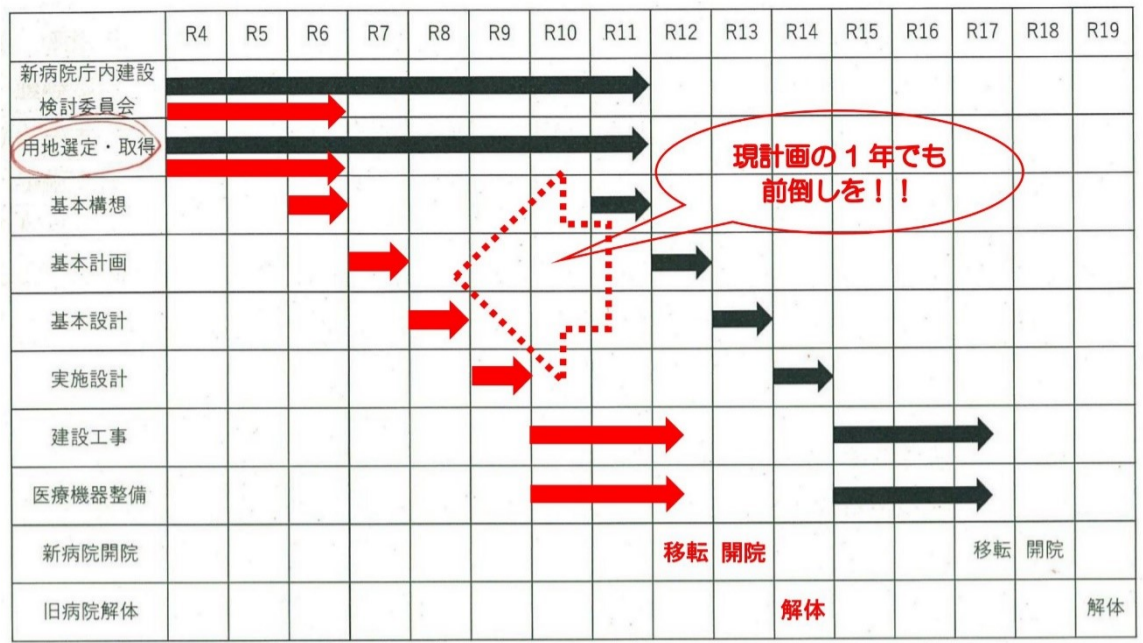 R4 R5 R6 R7 R8 R9 R10 R11 R12 R13 R14 R15 R16 R17 R18 R19
新病院庁内建設
検討委員会
用地選定・取得
現計画の1年でも
前倒しを!!
基本構想
基本計画
基本設計
実施設計
建設工事
医療機器整備
新病院開院 移転 開院 移転 開院
旧病院解体 解体 解体